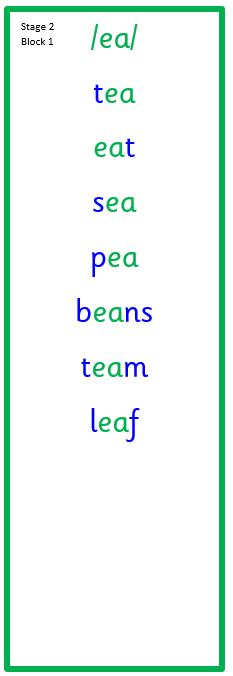 Stage 2
Block 1
/ea/
tea
eat
sea
pea
beans
team
leaf